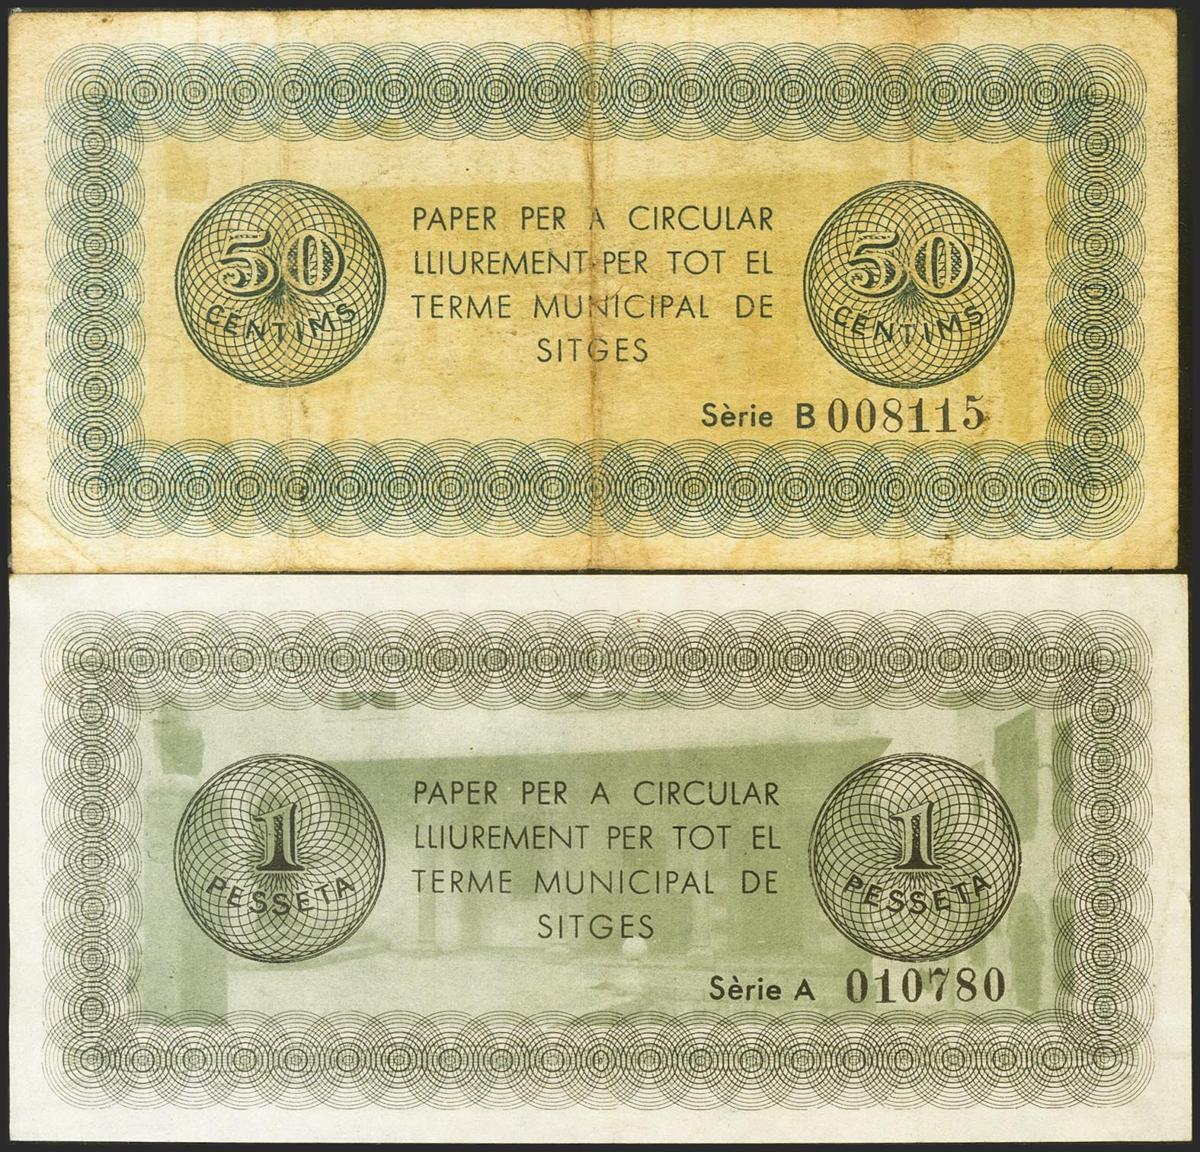 50
CENTIMS
PAPER PER A CIRCULAR
LLIUREMENT PER TOT EL
TERME MUNICIPAL DE
SITGES
50
CENTIMS
Sèrie B 008115
1
PESSETA
PAPER PER A CIRCULAR
LLIUREMENT PER TOT EL
TERME MUNICIPAL DE
SITGES
1
PESSETA
Sèrie A 010780